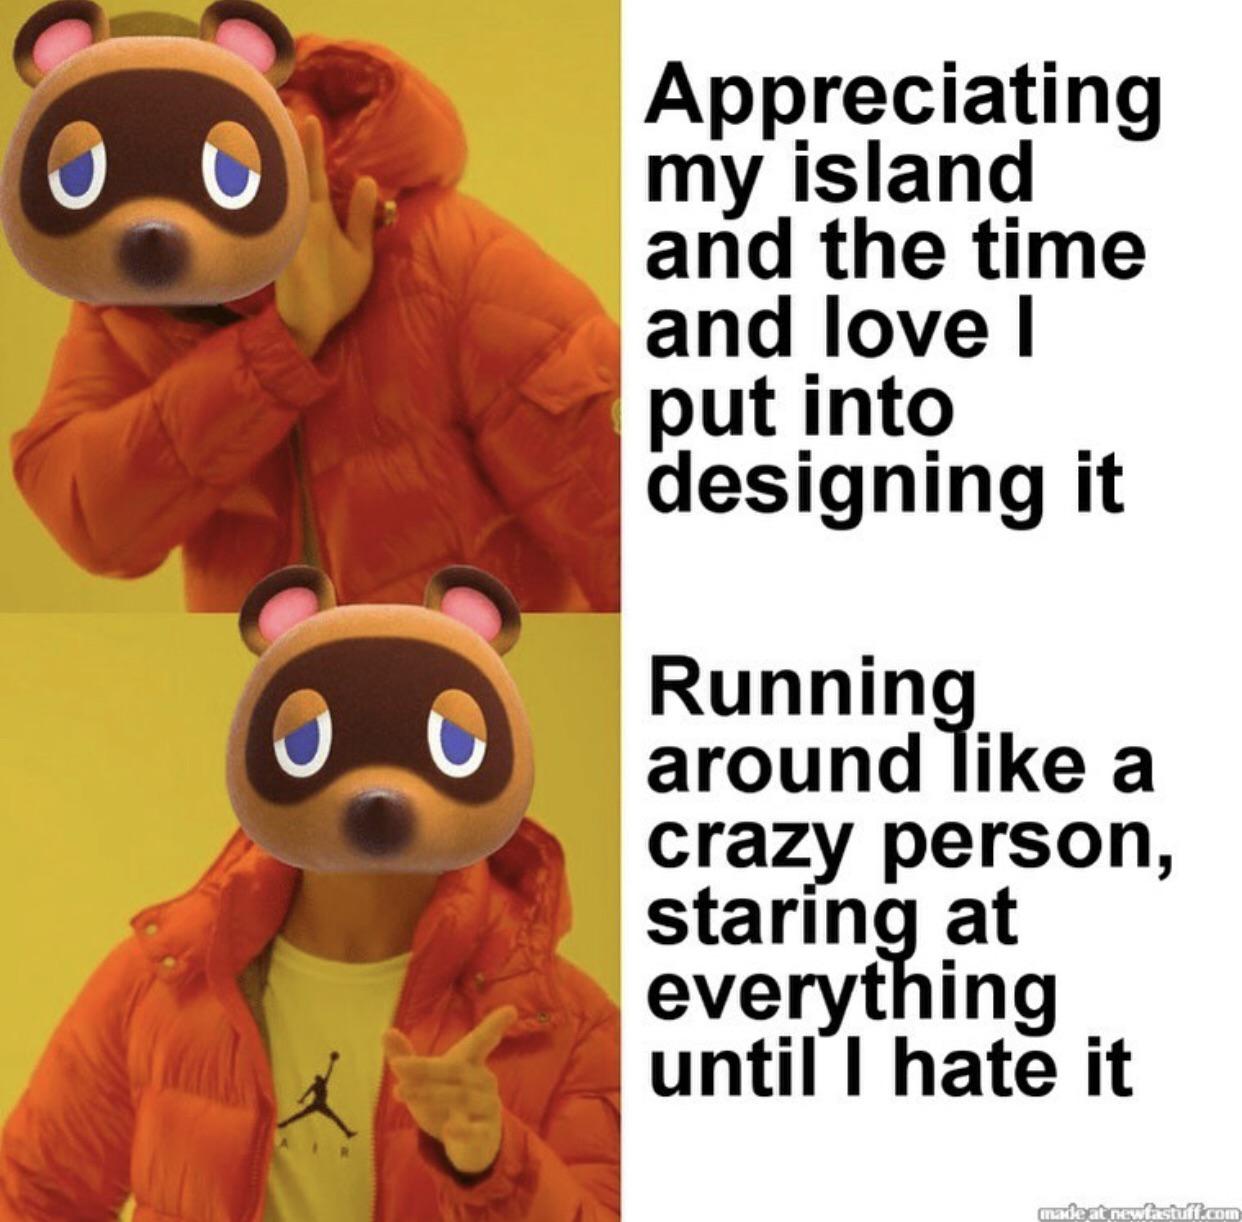 Appreciating
my island
and the time
and love I
put into
designing it
Running
around like a
crazy person,
staring at
everything
until I hate it
AIR
made at newfastuff.com